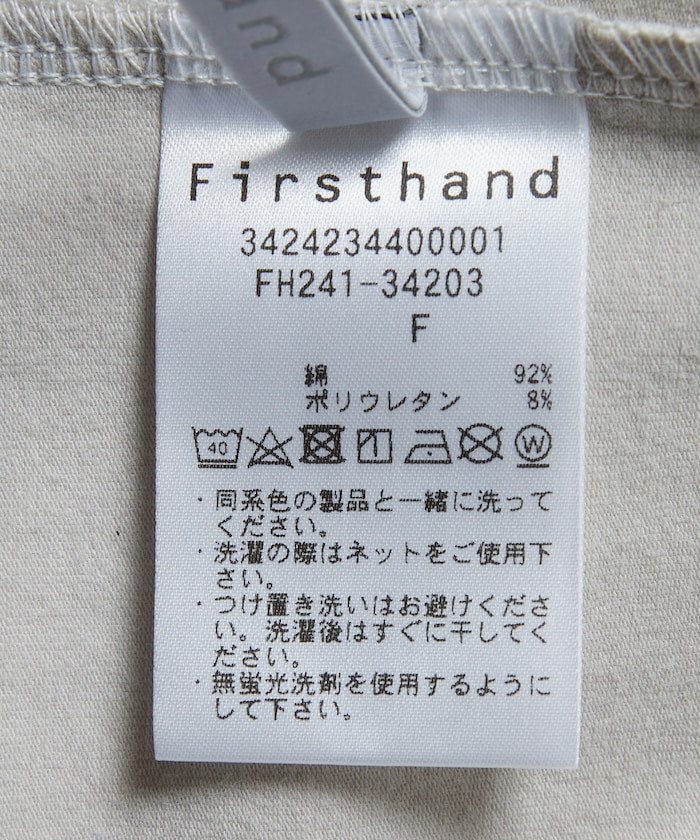 and
Firsthand
3424234400001
FH241-34203
F
綿 92%
ポリウレタン 8%
40 W
・同系色の製品と一緒に洗って
ください。
・洗濯の際はネットをご使用下
さい。
・つけ置き洗いはお避けくださ
い。洗濯後はすぐに干してく
ださい。
・無蛍光洗剤を使用するように
して下さい。